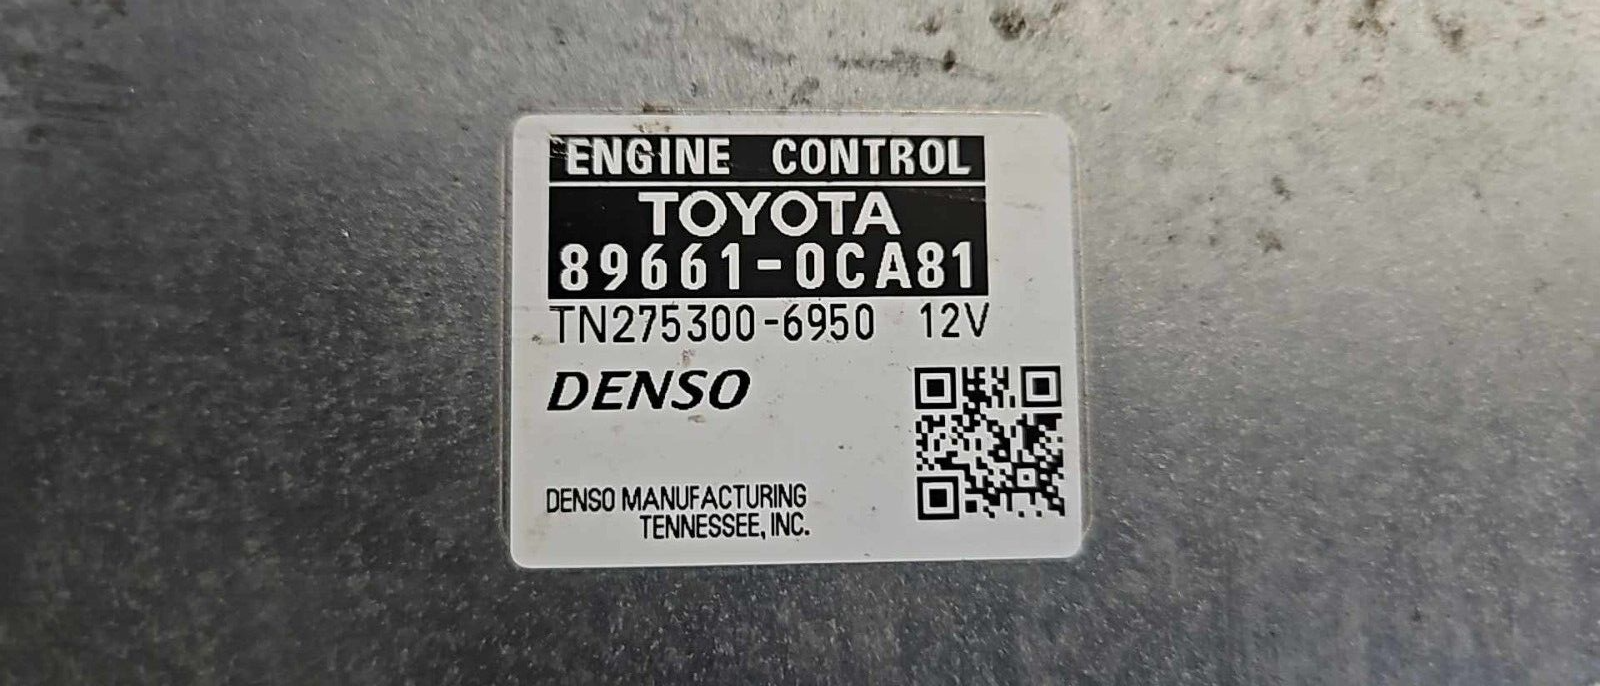 ENGINE CONTROL
TOYOTA
89661-0CA81
TN275300-6950 12V
DENSO
DENSO MANUFACTURING
TENNESSEE, INC.